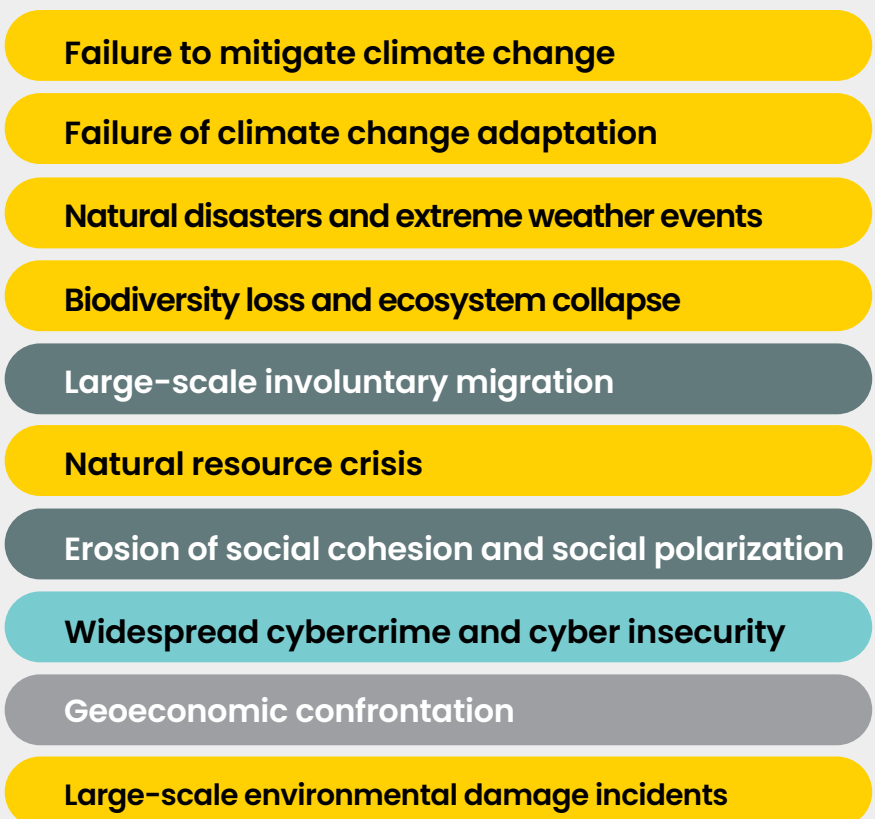 Failure to mitigate climate change
Failure of climate change adaptation
Natural disasters and extreme weather events
Biodiversity loss and ecosystem collapse
Large-scale involuntary migration
Natural resource crisis
Erosion of social cohesion and social polarization
Widespread cybercrime and cyber insecurity
Geoeconomic confrontation
Large-scale environmental damage incidents